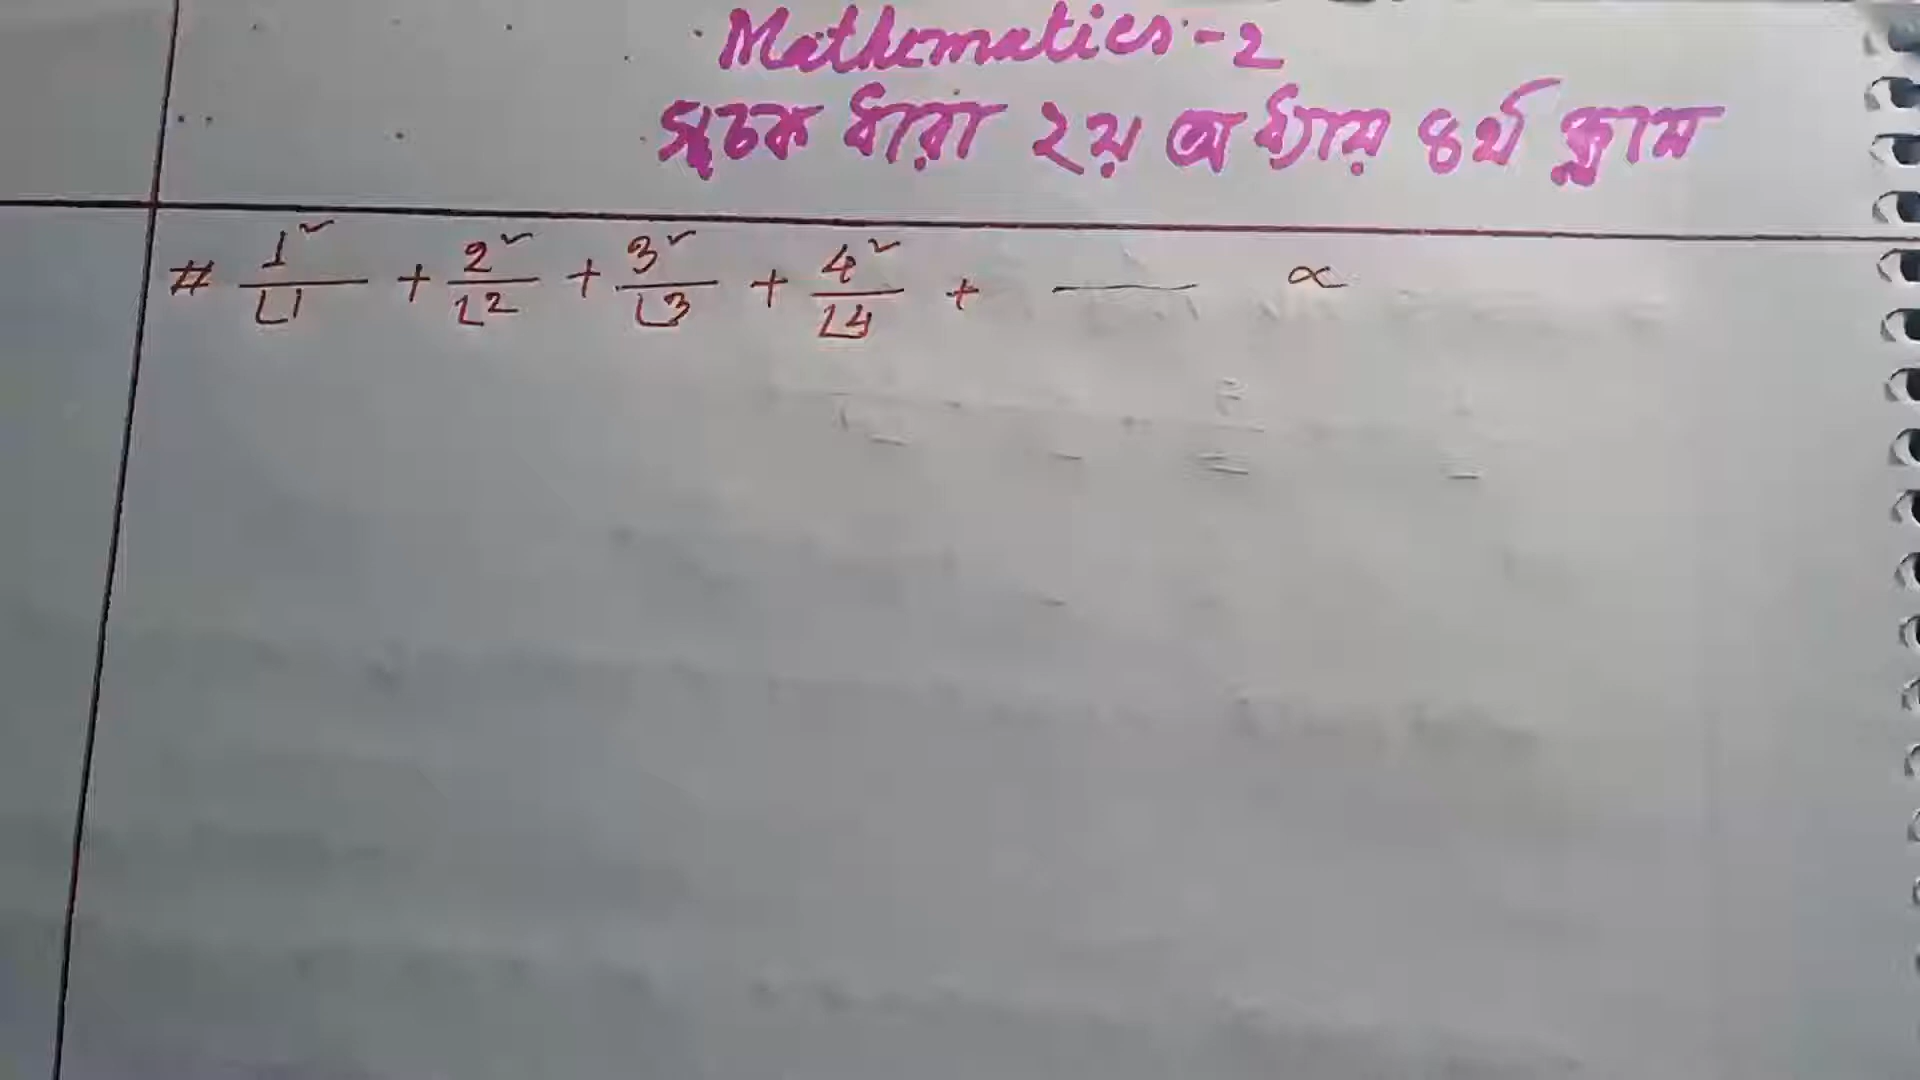 Mathematics-2
সূচক ধারা ২য় অধ্যায় ৪র্থ ক্লাস
# 1²/∟1 + 2²/∟2 + 3²/∟3 + 4²/∟4 + —— ∝